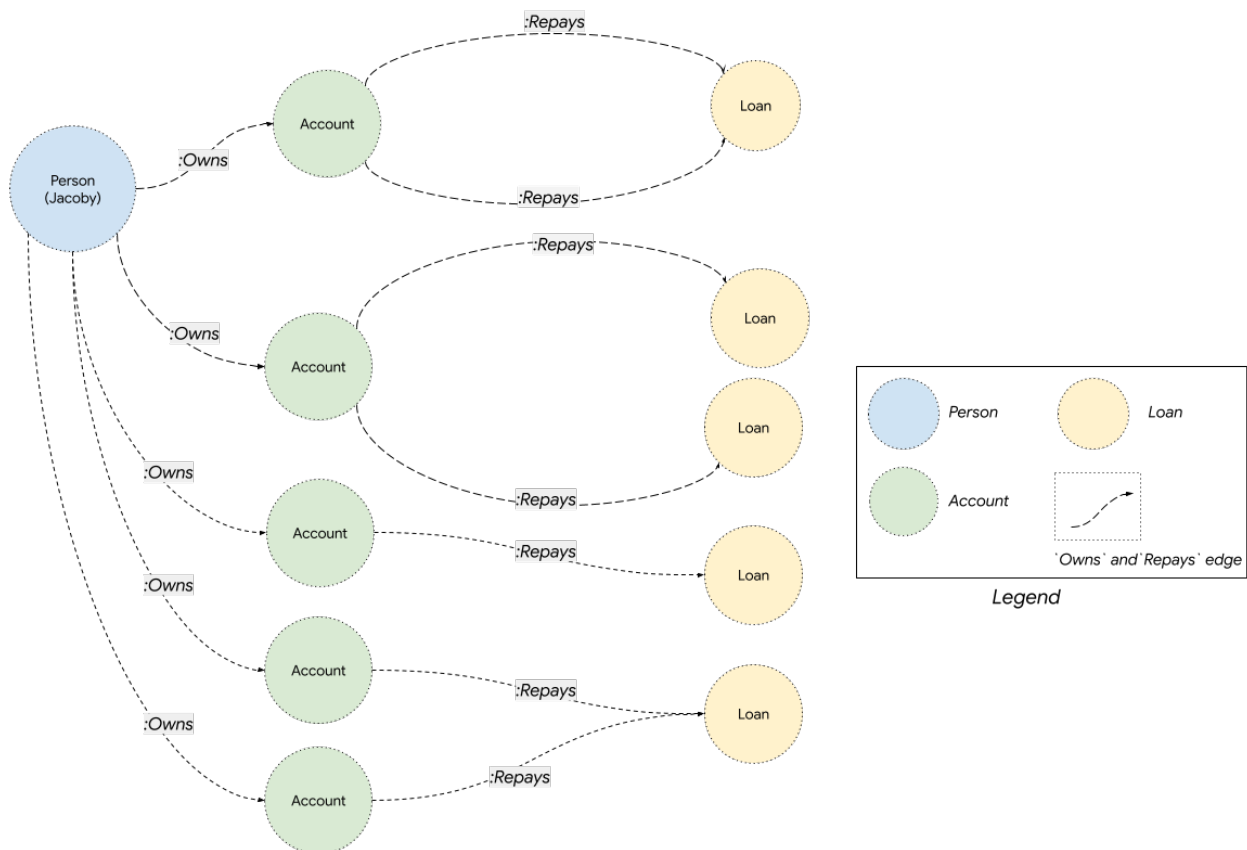 :Repays
Account
Loan
:Owns
Person
(Jacoby)
:Repays
:Repays
Loan
:Owns
Account
Loan
:Repays
:Owns
Account
:Repays
Loan
:Owns
Account
:Repays
Loan
:Owns
Account
:Repays
Person
Loan
Account
`Owns` and `Repays` edge
Legend